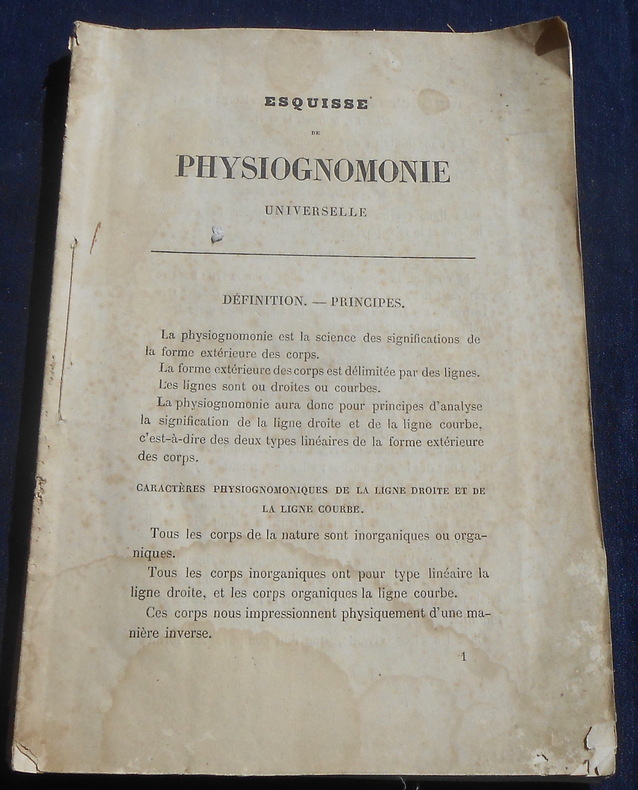 ESQUISSE
DE
PHYSIOGNOMONIE
UNIVERSELLE
DÉFINITION. — PRINCIPES.
La physiognomonie est la science des significations de
la forme extérieure des corps.
La forme extérieure des corps est délimitée par des lignes.
Les lignes sont ou droites ou courbes.
La physiognomonie aura donc pour principes d'analyse
la signification de la ligne droite et de la ligne courbe,
c'est-à-dire des deux types linéaires de la forme extérieure
des corps.
CARACTÈRES PHYSIOGNOMONIQUES DE LA LIGNE DROITE ET DE
LA LIGNE COURBE.
Tous les corps de la nature sont inorganiques ou orga-
niques.
Tous les corps inorganiques ont pour type linéaire la
ligne droite, et les corps organiques la ligne courbe.
Ces corps nous impressionnent physiquement d'une ma-
nière inverse.
1